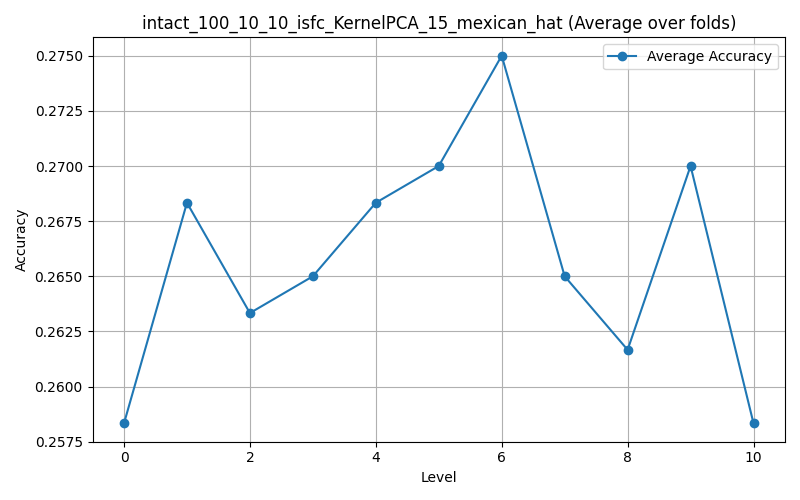 intact_100_10_10_isfc_KernelPCA_15_mexican_hat (Average over folds)
Average Accuracy
0.2750
0.2725
0.2700
0.2675
0.2650
0.2625
0.2600
0.2575
Accuracy
0 2 4 6 8 10
Level